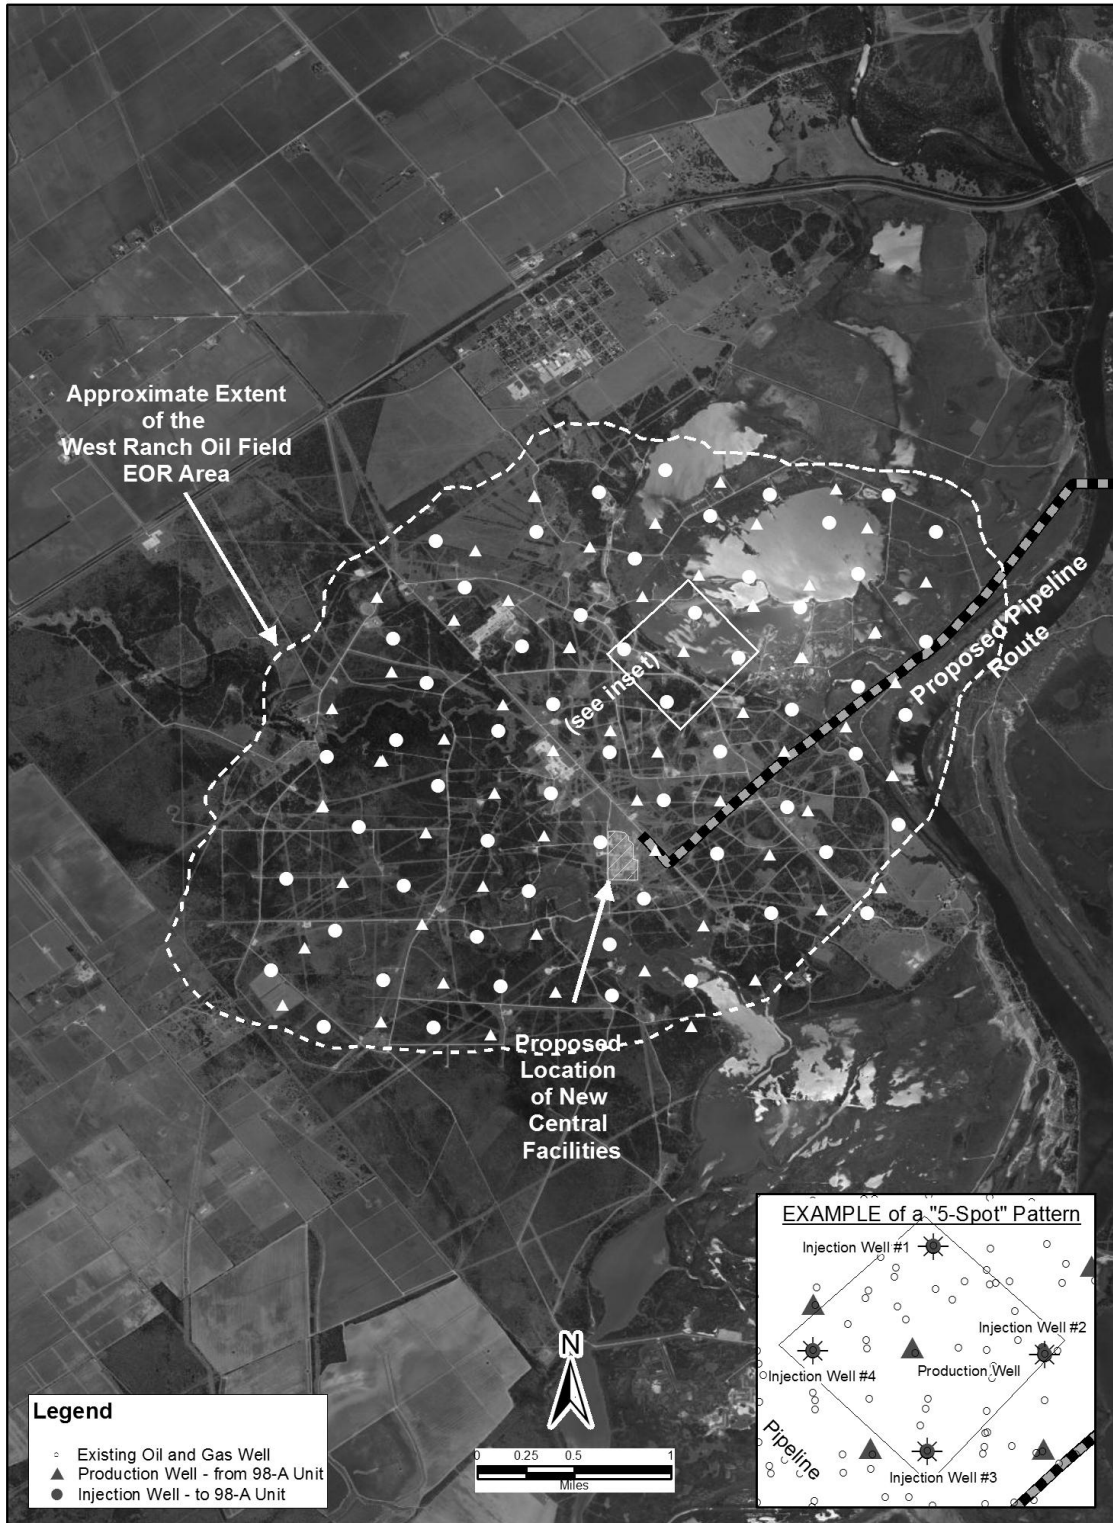 Approximate Extent
of the
West Ranch Oil Field
EOR Area
(see inset)
Proposed Pipeline
Route
Proposed
Location
of New
Central
Facilities
EXAMPLE of a "5-Spot" Pattern
Injection Well #1
Injection Well #2
Injection Well #4
Production Well
Injection Well #3
Pipeline
N
0 0.25 0.5 1
Miles
Legend
Existing Oil and Gas Well
Production Well - from 98-A Unit
Injection Well - to 98-A Unit